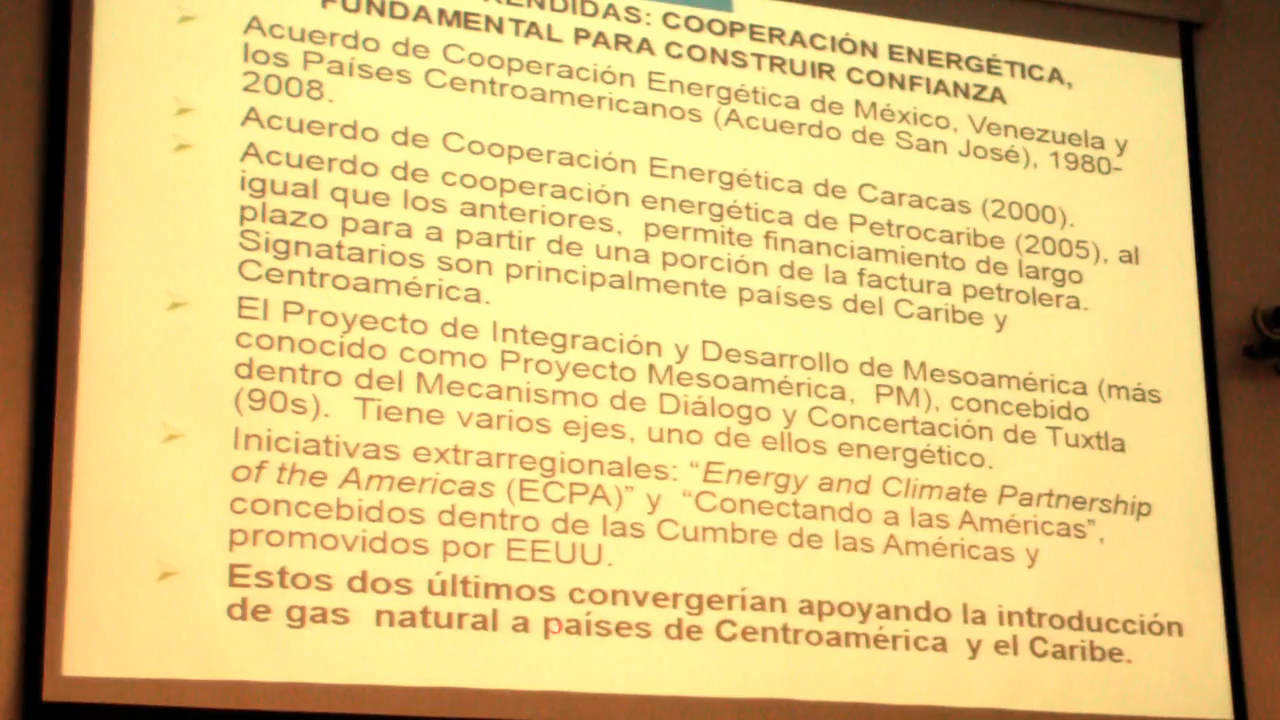 RENDIDAS: COOPERACIÓN ENERGÉTICA,
FUNDAMENTAL PARA CONSTRUIR CONFIANZA
Acuerdo de Cooperación Energética de México, Venezuela y
los Países Centroamericanos (Acuerdo de San José), 1980-
2008.
Acuerdo de Cooperación Energética de Caracas (2000).
Acuerdo de cooperación energética de Petrocaribe (2005), al
igual que los anteriores, permite financiamiento de largo
plazo para a partir de una porción de la factura petrolera.
Signatarios son principalmente países del Caribe y
Centroamérica.
El Proyecto de Integración y Desarrollo de Mesoamérica (más
conocido como Proyecto Mesoamérica, PM), concebido
dentro del Mecanismo de Diálogo y Concertación de Tuxtla
(90s). Tiene varios ejes, uno de ellos energético.
Iniciativas extrarregionales: “Energy and Climate Partnership
of the Americas (ECPA)” y “Conectando a las Américas”,
concebidos dentro de las Cumbre de las Américas y
promovidos por EEUU.
Estos dos últimos convergerían apoyando la introducción
de gas natural a países de Centroamérica y el Caribe.